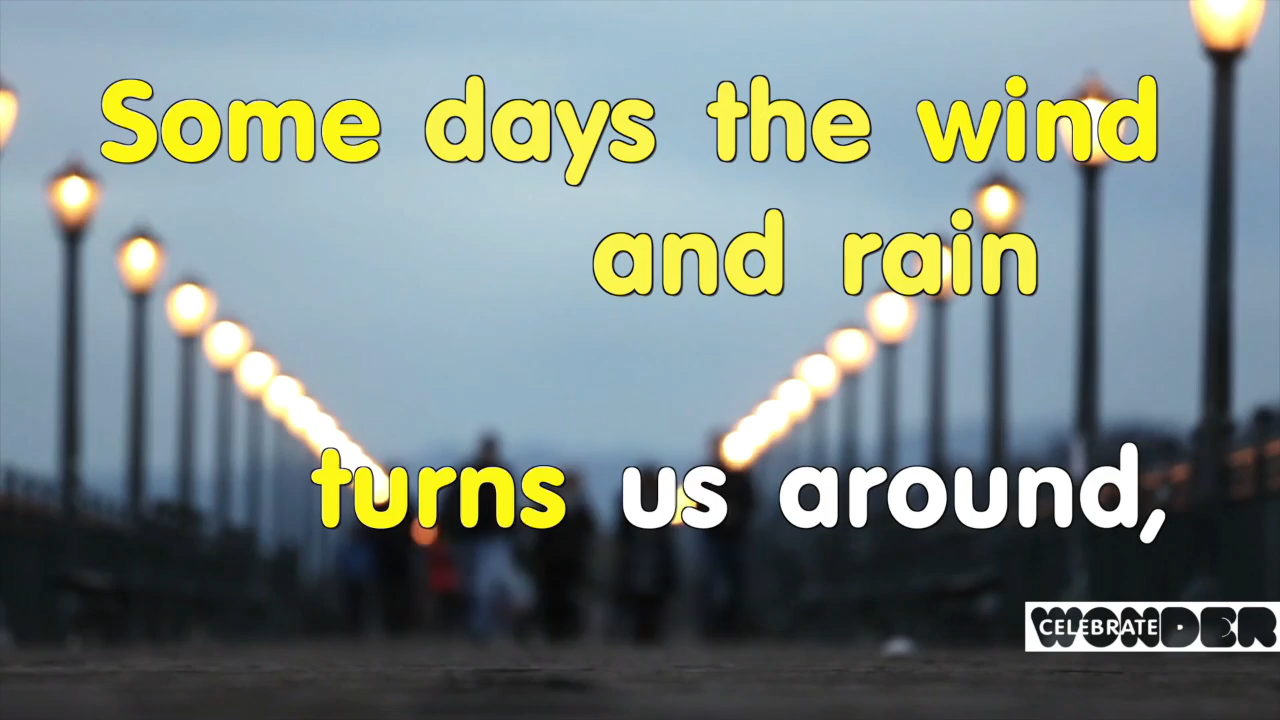 Some days the wind
and rain
turns us around,
CELEBRATE WONDER